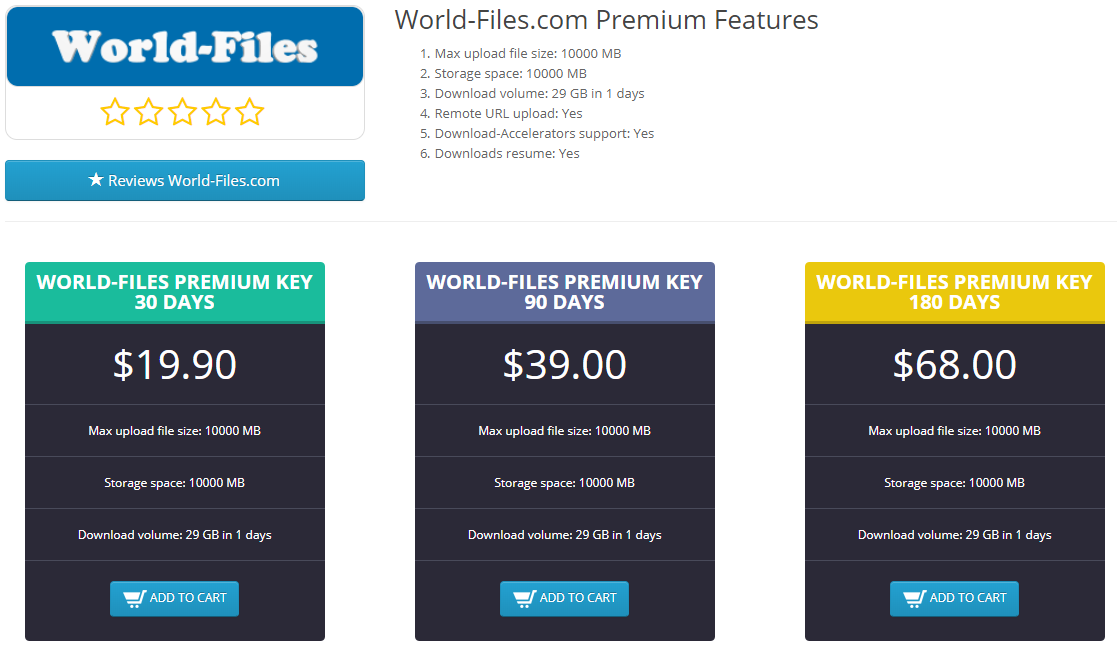 World-Files
★ Reviews World-Files.com
World-Files.com Premium Features
1. Max upload file size: 10000 MB
2. Storage space: 10000 MB
3. Download volume: 29 GB in 1 days
4. Remote URL upload: Yes
5. Download-Accelerators support: Yes
6. Downloads resume: Yes
WORLD-FILES PREMIUM KEY
30 DAYS
$19.90
Max upload file size: 10000 MB
Storage space: 10000 MB
Download volume: 29 GB in 1 days
ADD TO CART
WORLD-FILES PREMIUM KEY
90 DAYS
$39.00
Max upload file size: 10000 MB
Storage space: 10000 MB
Download volume: 29 GB in 1 days
ADD TO CART
WORLD-FILES PREMIUM KEY
180 DAYS
$68.00
Max upload file size: 10000 MB
Storage space: 10000 MB
Download volume: 29 GB in 1 days
ADD TO CART